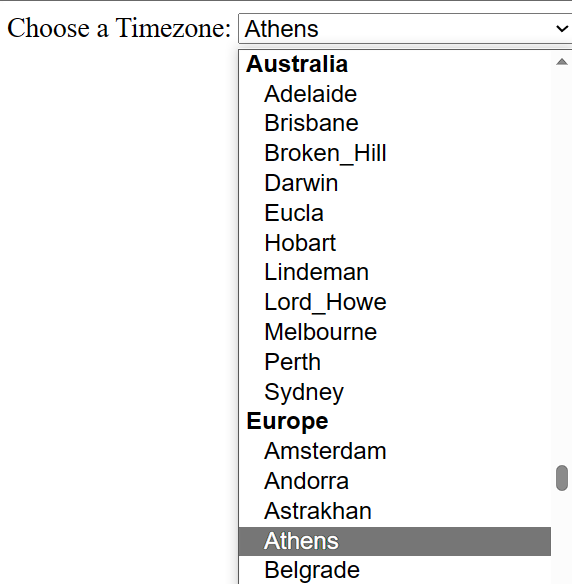 Choose a Timezone: Athens
Australia
Adelaide
Brisbane
Broken_Hill
Darwin
Eucla
Hobart
Lindeman
Lord_Howe
Melbourne
Perth
Sydney
Europe
Amsterdam
Andorra
Astrakhan
Athens
Belgrade